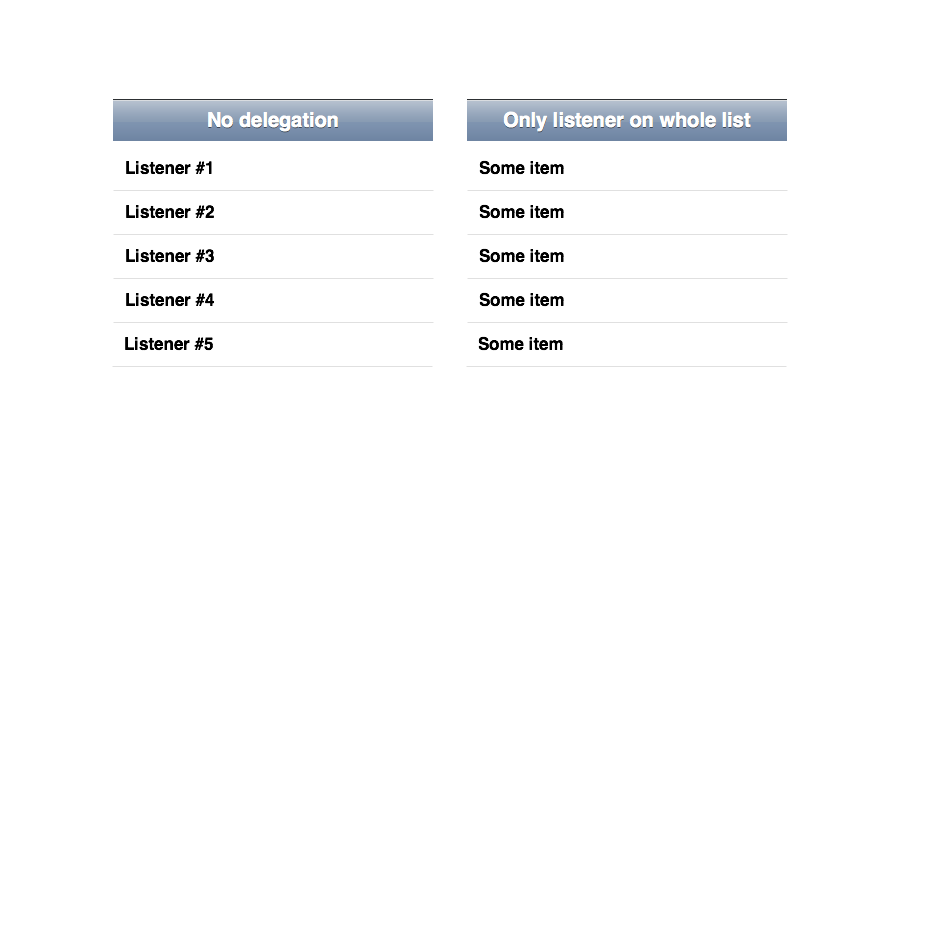 No delegation
Listener #1
Listener #2
Listener #3
Listener #4
Listener #5
Only listener on whole list
Some item
Some item
Some item
Some item
Some item